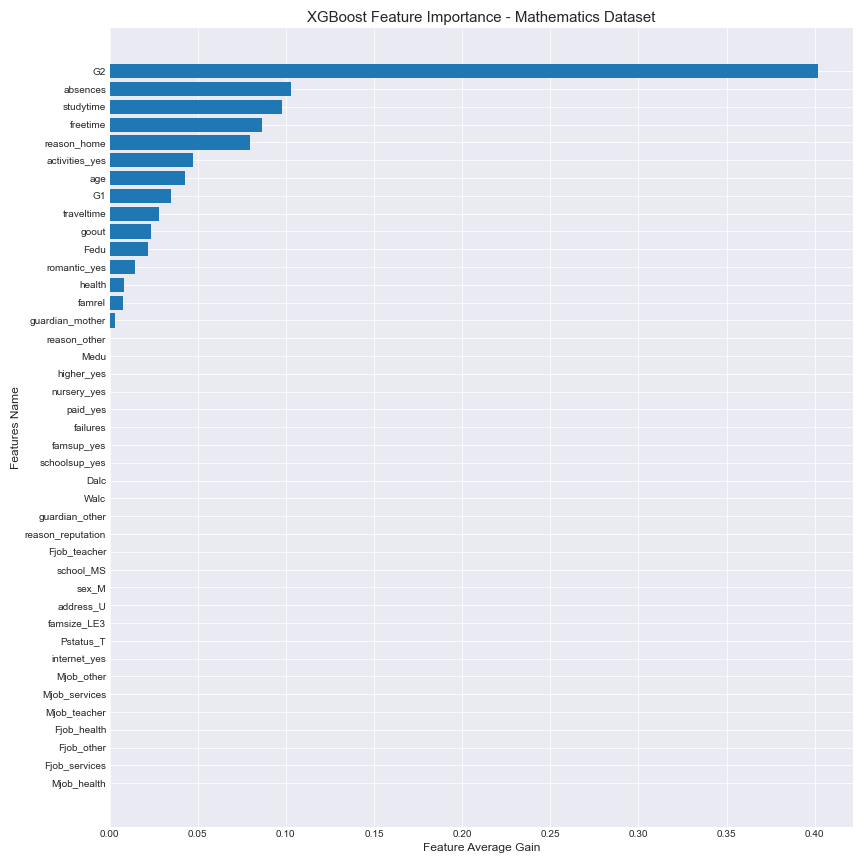 XGBoost Feature Importance - Mathematics Dataset
G2
absences
studytime
freetime
reason_home
activities_yes
age
G1
traveltime
goout
Fedu
romantic_yes
health
famrel
guardian_mother
reason_other
Medu
higher_yes
nursery_yes
paid_yes
failures
famsup_yes
schoolsup_yes
Dalc
Walc
guardian_other
reason_reputation
Fjob_teacher
school_MS
sex_M
address_U
famsize_LE3
Pstatus_T
internet_yes
Mjob_other
Mjob_services
Mjob_teacher
Fjob_health
Fjob_other
Fjob_services
Mjob_health
Features Name
0.00 0.05 0.10 0.15 0.20 0.25 0.30 0.35 0.40
Feature Average Gain